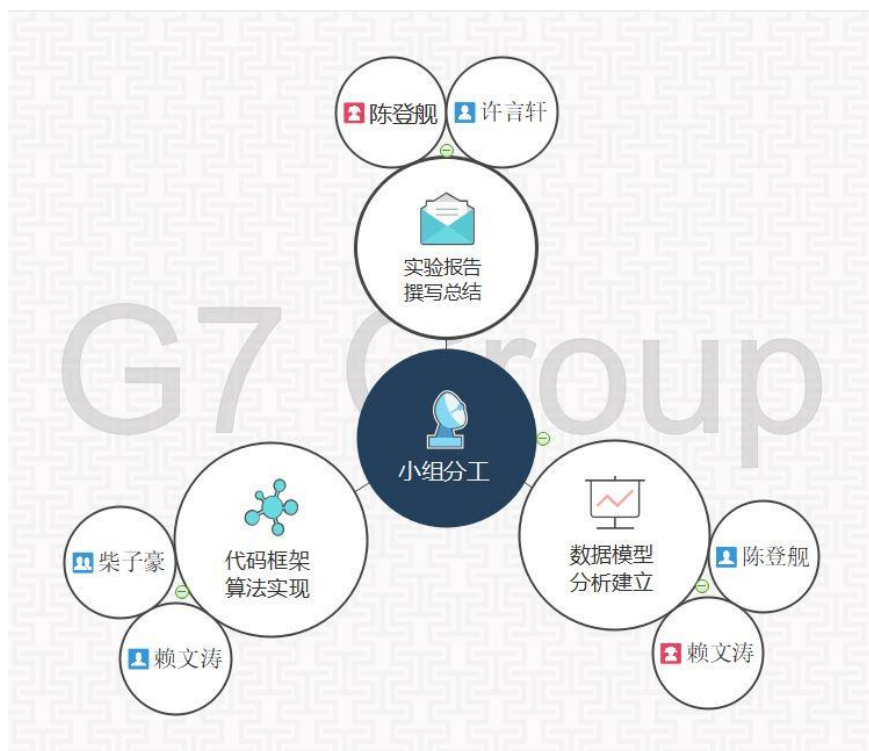 陈登舰
许言轩
实验报告
撰写总结
G7 Group
小组分工
代码框架
算法实现
柴子豪
赖文涛
数据模型
分析建立
陈登舰
赖文涛